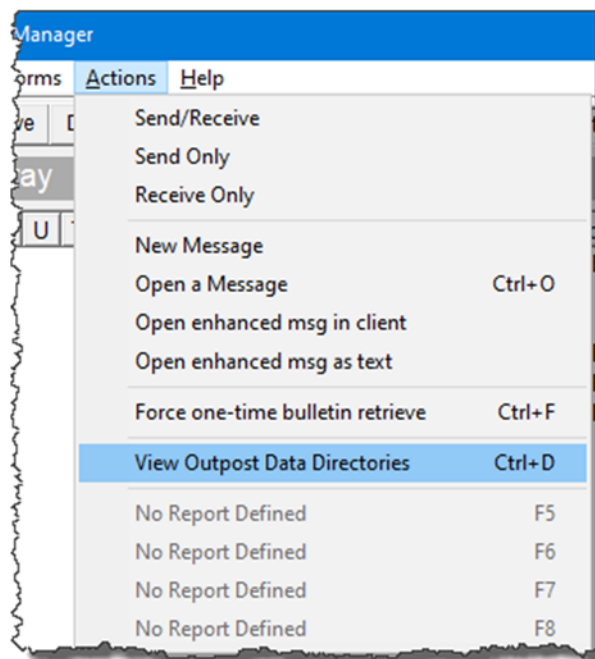 Manager
orms Actions Help
ve
ay
U
Send/Receive
Send Only
Receive Only
New Message
Open a Message Ctrl+O
Open enhanced msg in client
Open enhanced msg as text
Force one-time bulletin retrieve Ctrl+F
View Outpost Data Directories Ctrl+D
No Report Defined F5
No Report Defined F6
No Report Defined F7
No Report Defined F8